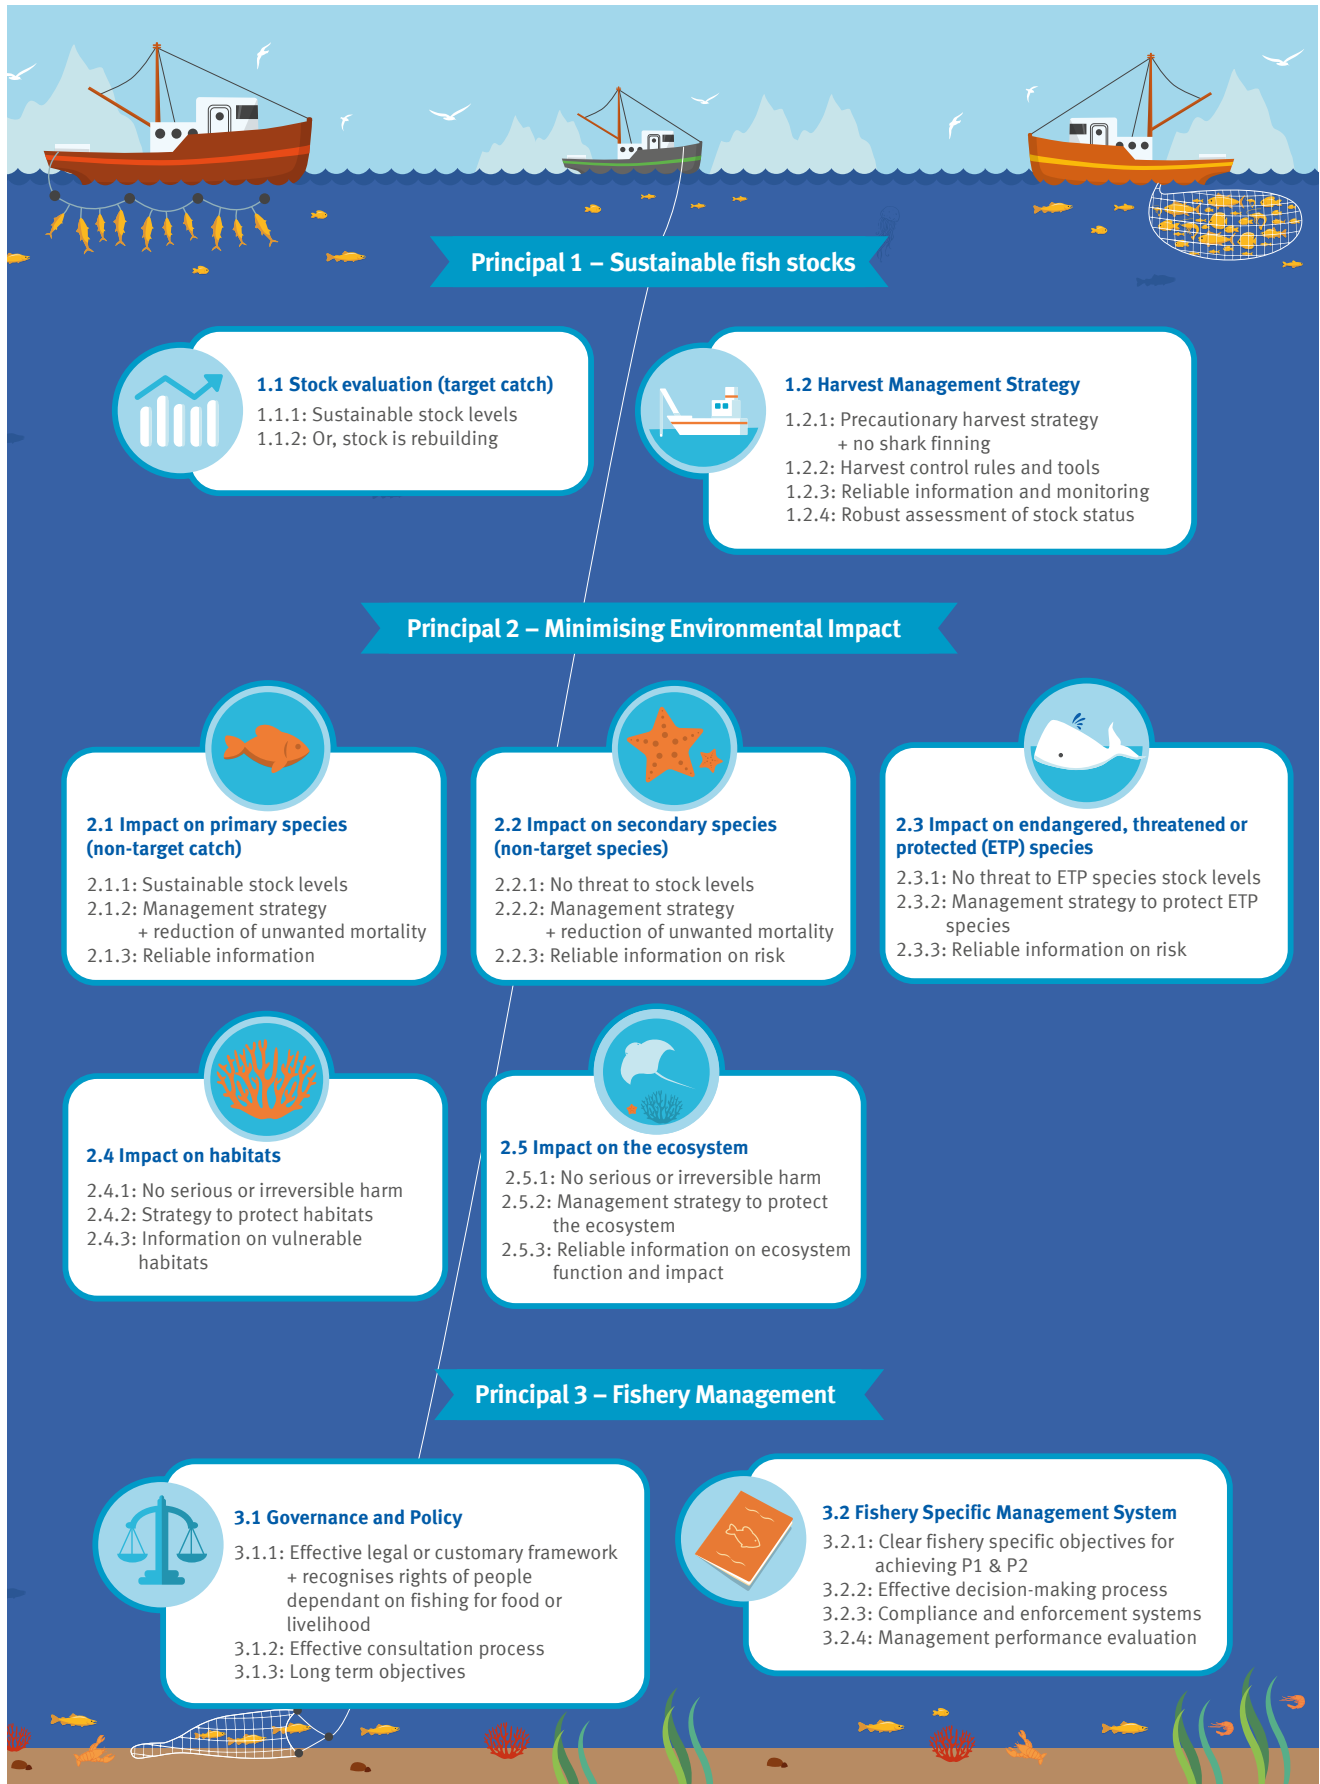 Principal 1 – Sustainable fish stocks
1.1 Stock evaluation (target catch)
1.1.1: Sustainable stock levels
1.1.2: Or, stock is rebuilding
1.2 Harvest Management Strategy
1.2.1: Precautionary harvest strategy
+ no shark finning
1.2.2: Harvest control rules and tools
1.2.3: Reliable information and monitoring
1.2.4: Robust assessment of stock status
Principal 2 – Minimising Environmental Impact
2.1 Impact on primary species
(non-target catch)
2.1.1: Sustainable stock levels
2.1.2: Management strategy
+ reduction of unwanted mortality
2.1.3: Reliable information
2.2 Impact on secondary species
(non-target species)
2.2.1: No threat to stock levels
2.2.2: Management strategy
+ reduction of unwanted mortality
2.2.3: Reliable information on risk
2.3 Impact on endangered, threatened or
protected (ETP) species
2.3.1: No threat to ETP species stock levels
2.3.2: Management strategy to protect ETP
species
2.3.3: Reliable information on risk
2.4 Impact on habitats
2.4.1: No serious or irreversible harm
2.4.2: Strategy to protect habitats
2.4.3: Information on vulnerable
habitats
2.5 Impact on the ecosystem
2.5.1: No serious or irreversible harm
2.5.2: Management strategy to protect
the ecosystem
2.5.3: Reliable information on ecosystem
function and impact
Principal 3 – Fishery Management
3.1 Governance and Policy
3.1.1: Effective legal or customary framework
+ recognises rights of people
dependant on fishing for food or
livelihood
3.1.2: Effective consultation process
3.1.3: Long term objectives
3.2 Fishery Specific Management System
3.2.1: Clear fishery specific objectives for
achieving P1 & P2
3.2.2: Effective decision-making process
3.2.3: Compliance and enforcement systems
3.2.4: Management performance evaluation